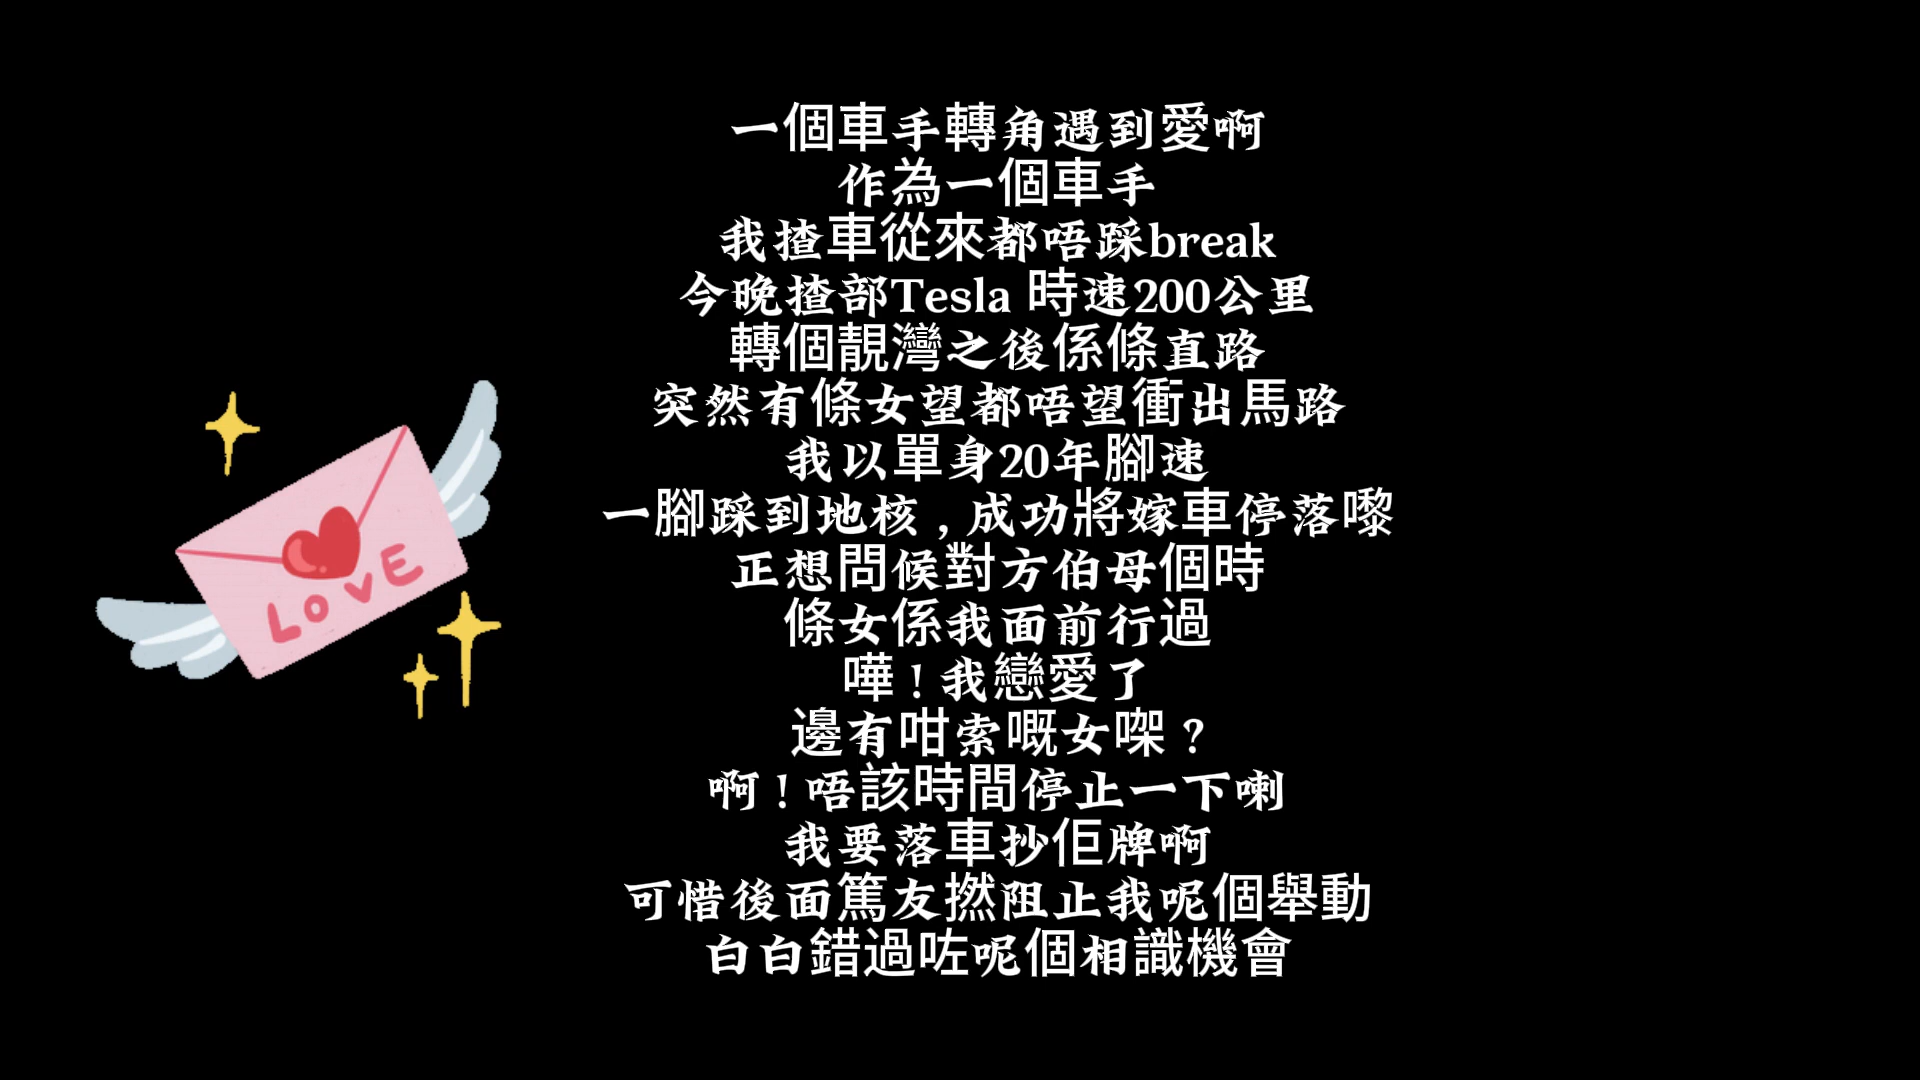 LOVE
一個車手轉角遇到愛啊
作為一個車手
我揸車從來都唔踩break
今晚揸部Tesla 時速200公里
轉個靚灣之後係條直路
突然有條女望都唔望衝出馬路
我以單身20年腳速
一腳踩到地核，成功將嫁車停落嚟
正想問候對方伯母個時
條女係我面前行過
嘩！我戀愛了
邊有咁索嘅女㗎？
啊！唔該時間停止一下喇
我要落車抄佢牌啊
可惜後面篤友撚阻止我呢個舉動
白白錯過咗呢個相識機會